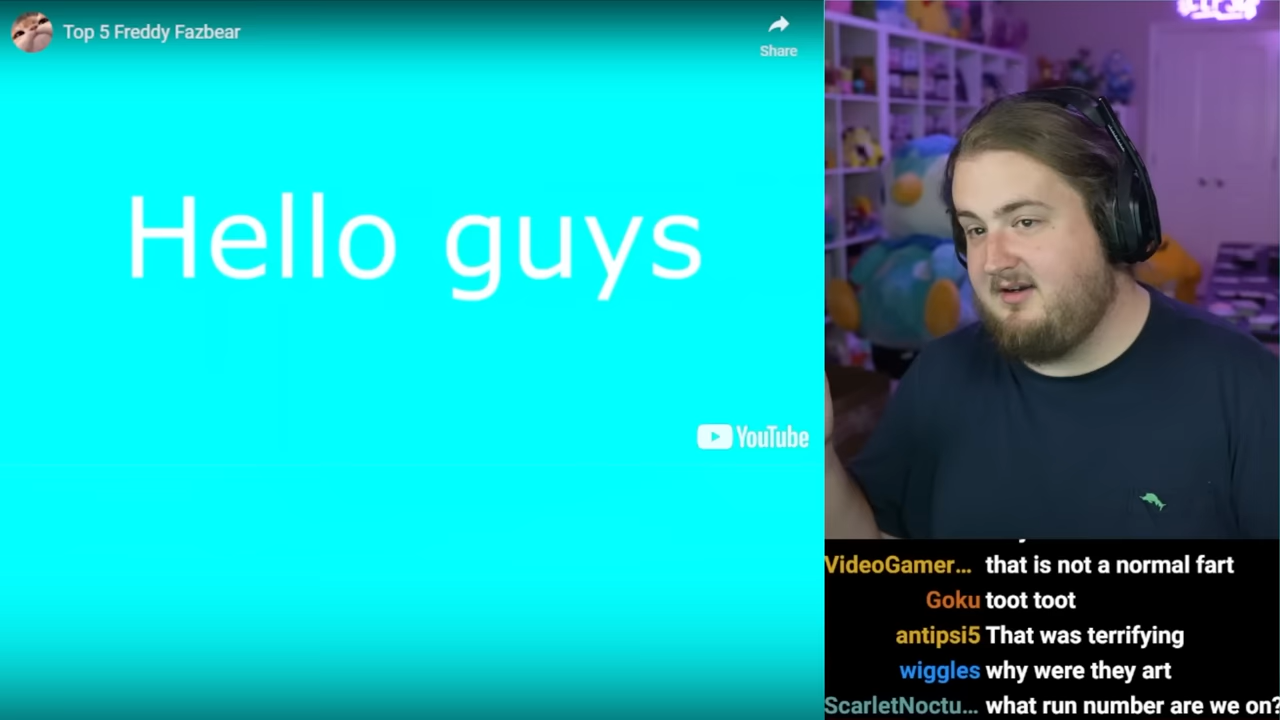 Top 5 Freddy Fazbear
Share
Hello guys
YouTube
VideoGamer… that is not a normal fart
Goku toot toot
antipsi5 That was terrifying
wiggles why were they art
ScarletNoctu… what run number are we on?